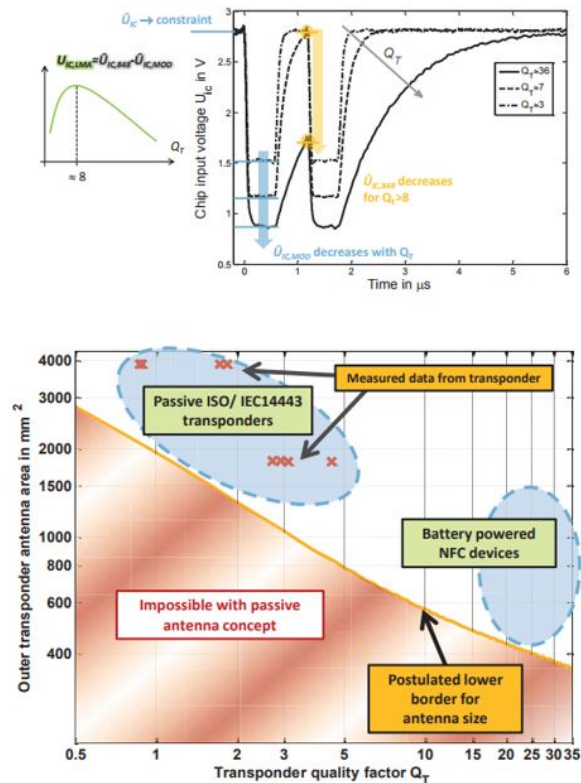 Û_IC → constraint
U_IC,LMA=Û_IC,848-Û_IC,MOD
Q_T
≈ 8
Chip input voltage U_ic in V
3
2.5
2
1.5
1
0.5
0
1
2
3
4
5
6
Time in µs
Q_T
Q_T≈36
Q_T≈7
Q_T≈3
Û_IC,848 decreases
for Q_T>8
Û_IC,MOD decreases with Q_T
Outer transponder antenna area in mm²
4000
3000
2000
1500
1000
800
600
400
0.5
1
2
3
5
10
15
20
25
30
35
Transponder quality factor Q_T
Measured data from transponder
Passive ISO/ IEC14443
transponders
Battery powered
NFC devices
Impossible with passive
antenna concept
Postulated lower
border for
antenna size